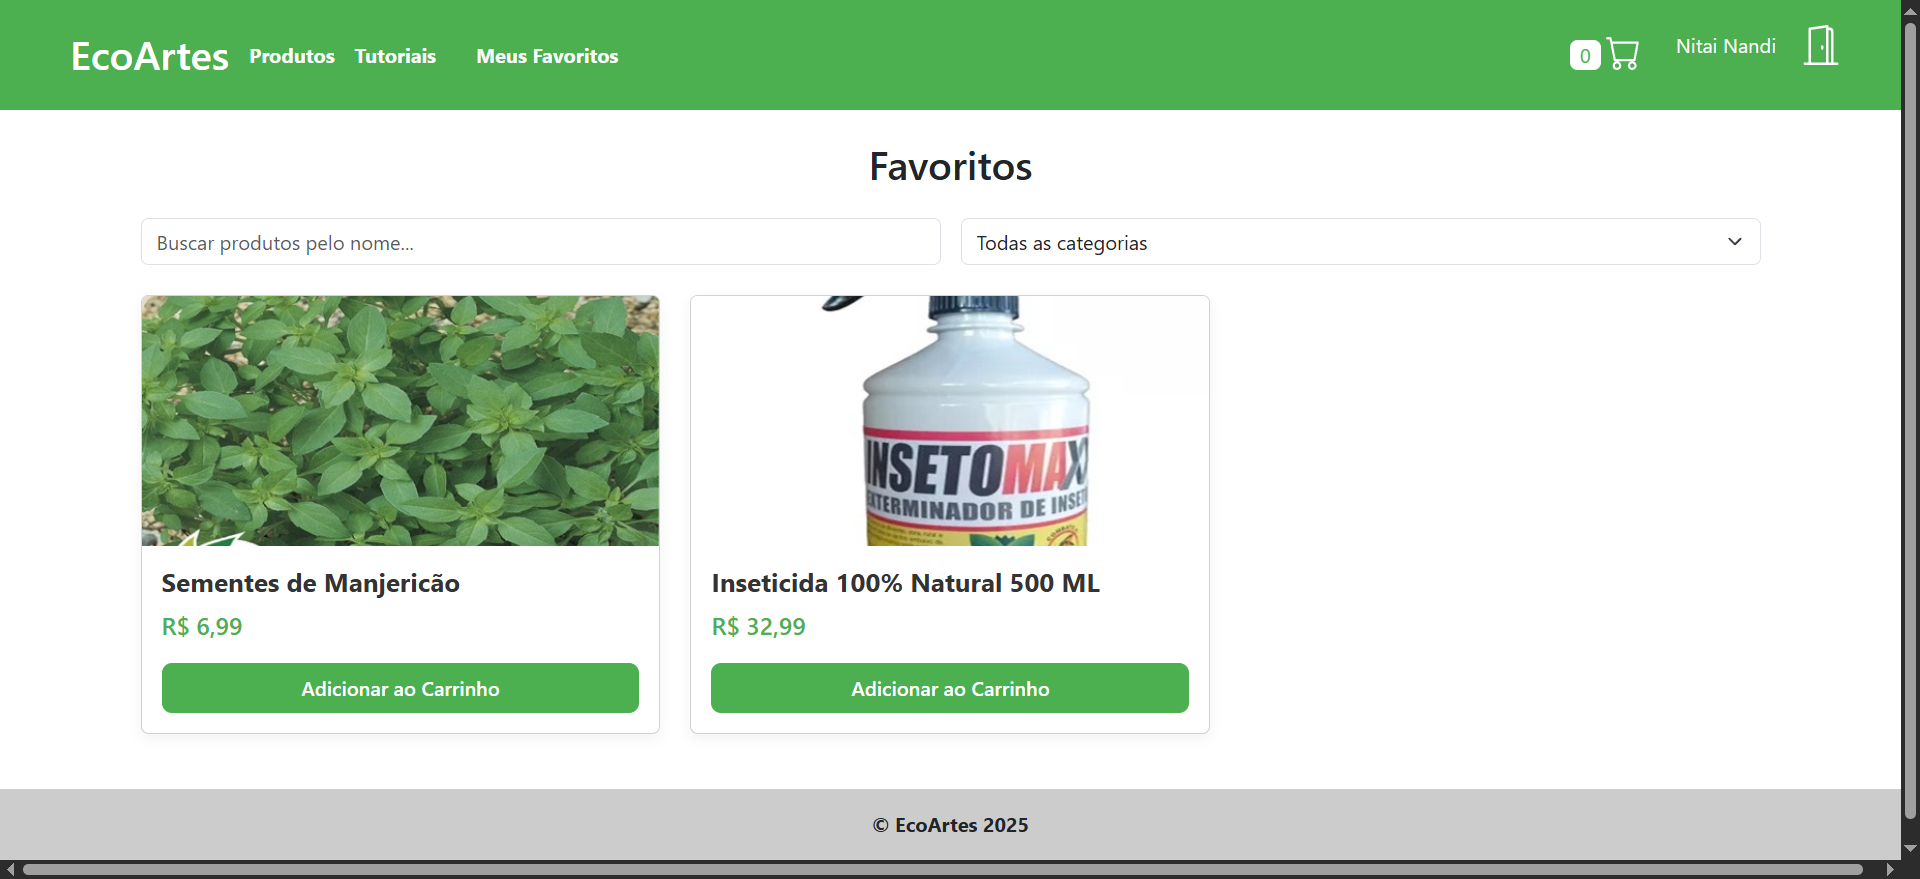 EcoArtes Produtos Tutoriais Meus Favoritos 0 Nitai Nandi
Favoritos
Buscar produtos pelo nome... Todas as categorias
INSETOMAX
EXTERMINADOR DE INSE
Sementes de Manjericão
R$ 6,99
Adicionar ao Carrinho
Inseticida 100% Natural 500 ML
R$ 32,99
Adicionar ao Carrinho
© EcoArtes 2025